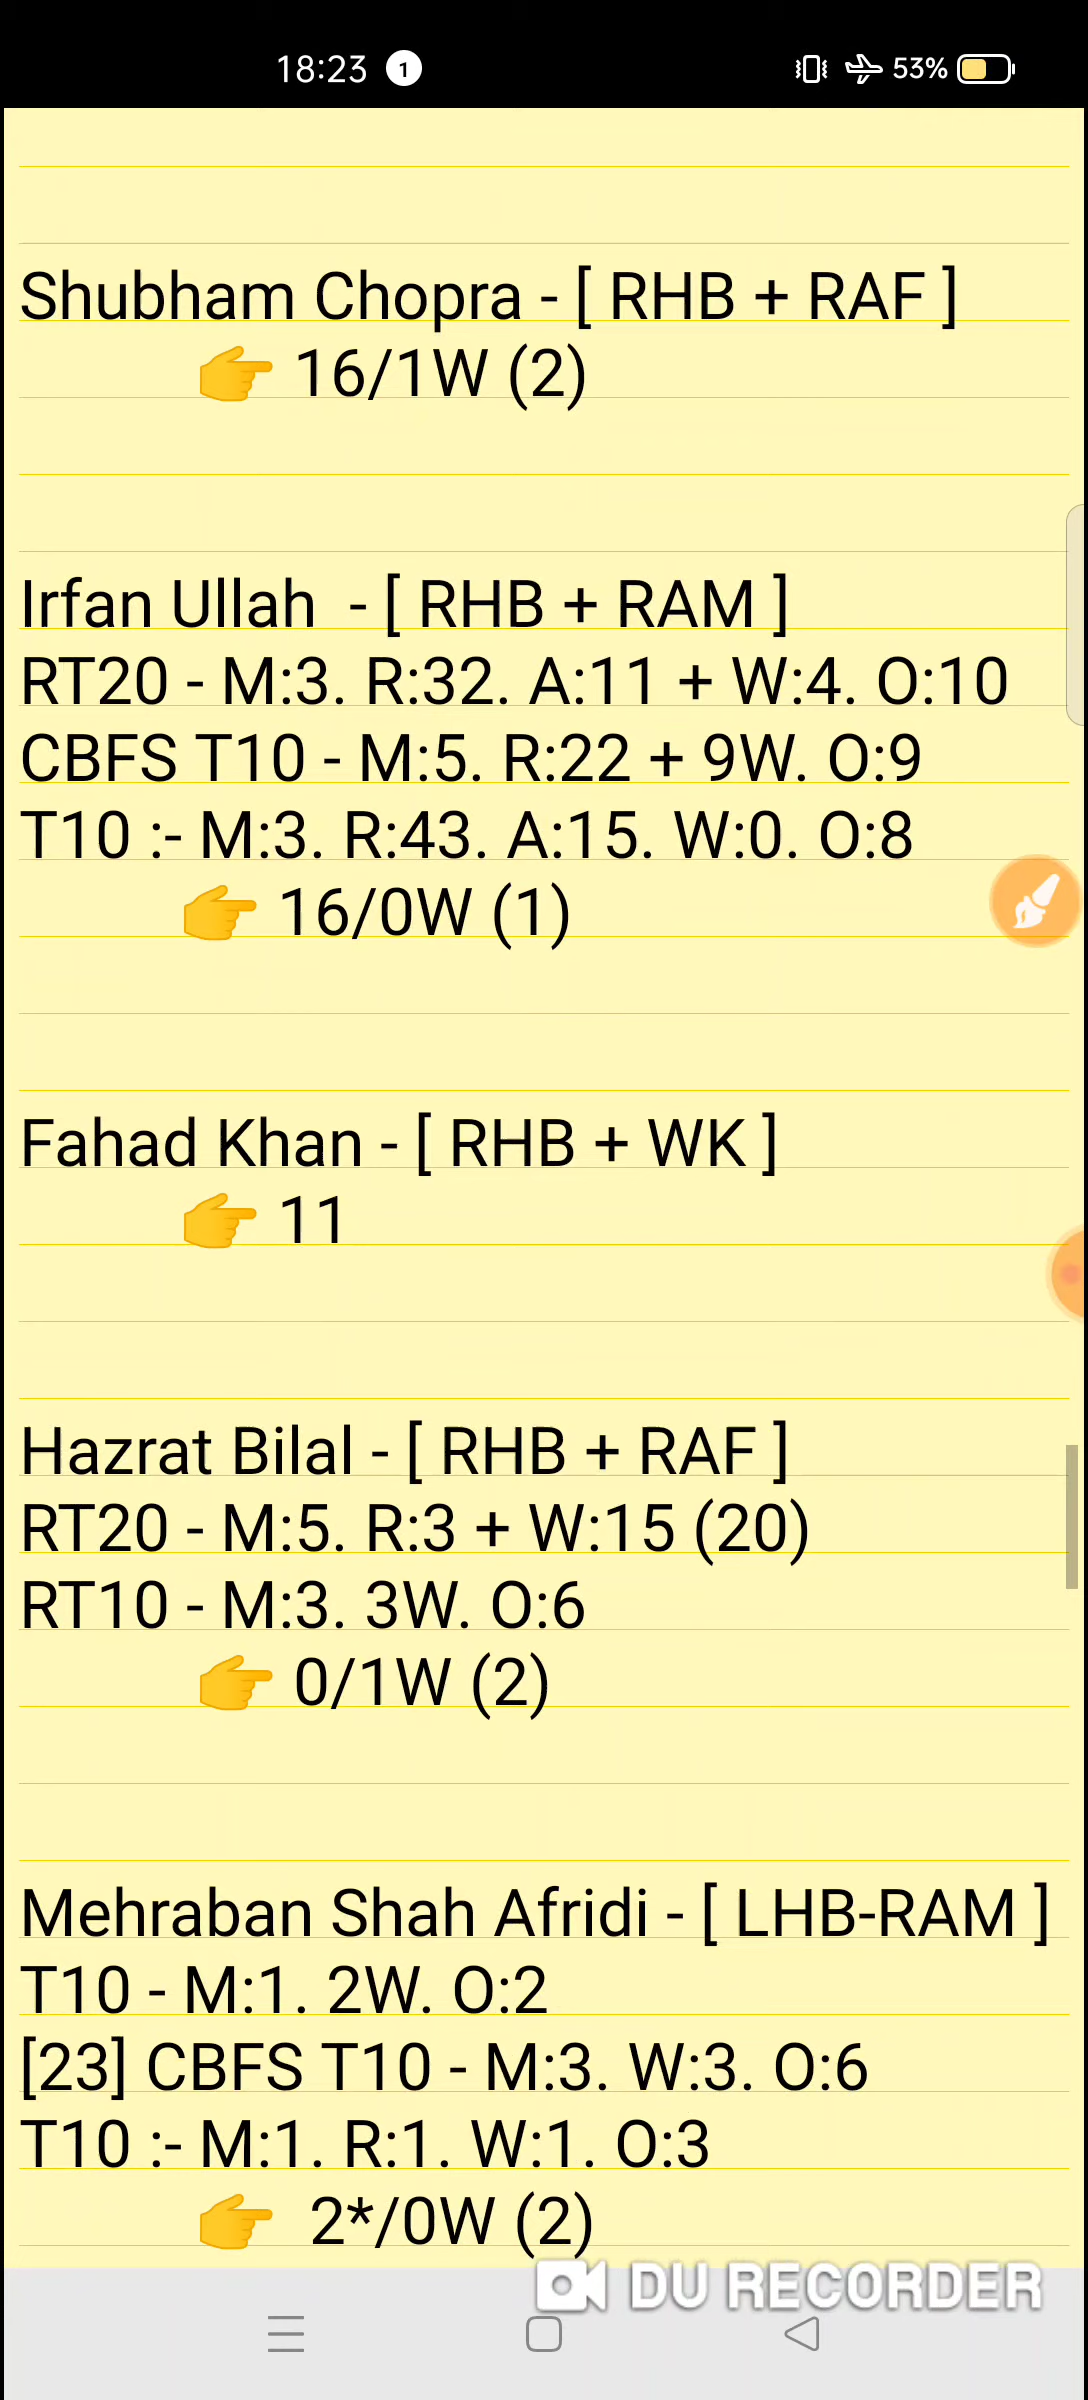 18:23 1 53%
Shubham Chopra - [ RHB + RAF ]
👉 16/1W (2)
Irfan Ullah - [ RHB + RAM ]
RT20 - M:3. R:32. A:11 + W:4. O:10
CBFS T10 - M:5. R:22 + 9W. O:9
T10 :- M:3. R:43. A:15. W:0. O:8
👉 16/0W (1)
Fahad Khan - [ RHB + WK ]
👉 11
Hazrat Bilal - [ RHB + RAF ]
RT20 - M:5. R:3 + W:15 (20)
RT10 - M:3. 3W. O:6
👉 0/1W (2)
Mehraban Shah Afridi - [ LHB-RAM ]
T10 - M:1. 2W. O:2
[23] CBFS T10 - M:3. W:3. O:6
T10 :- M:1. R:1. W:1. O:3
👉 2*/0W (2)
DU RECORDER